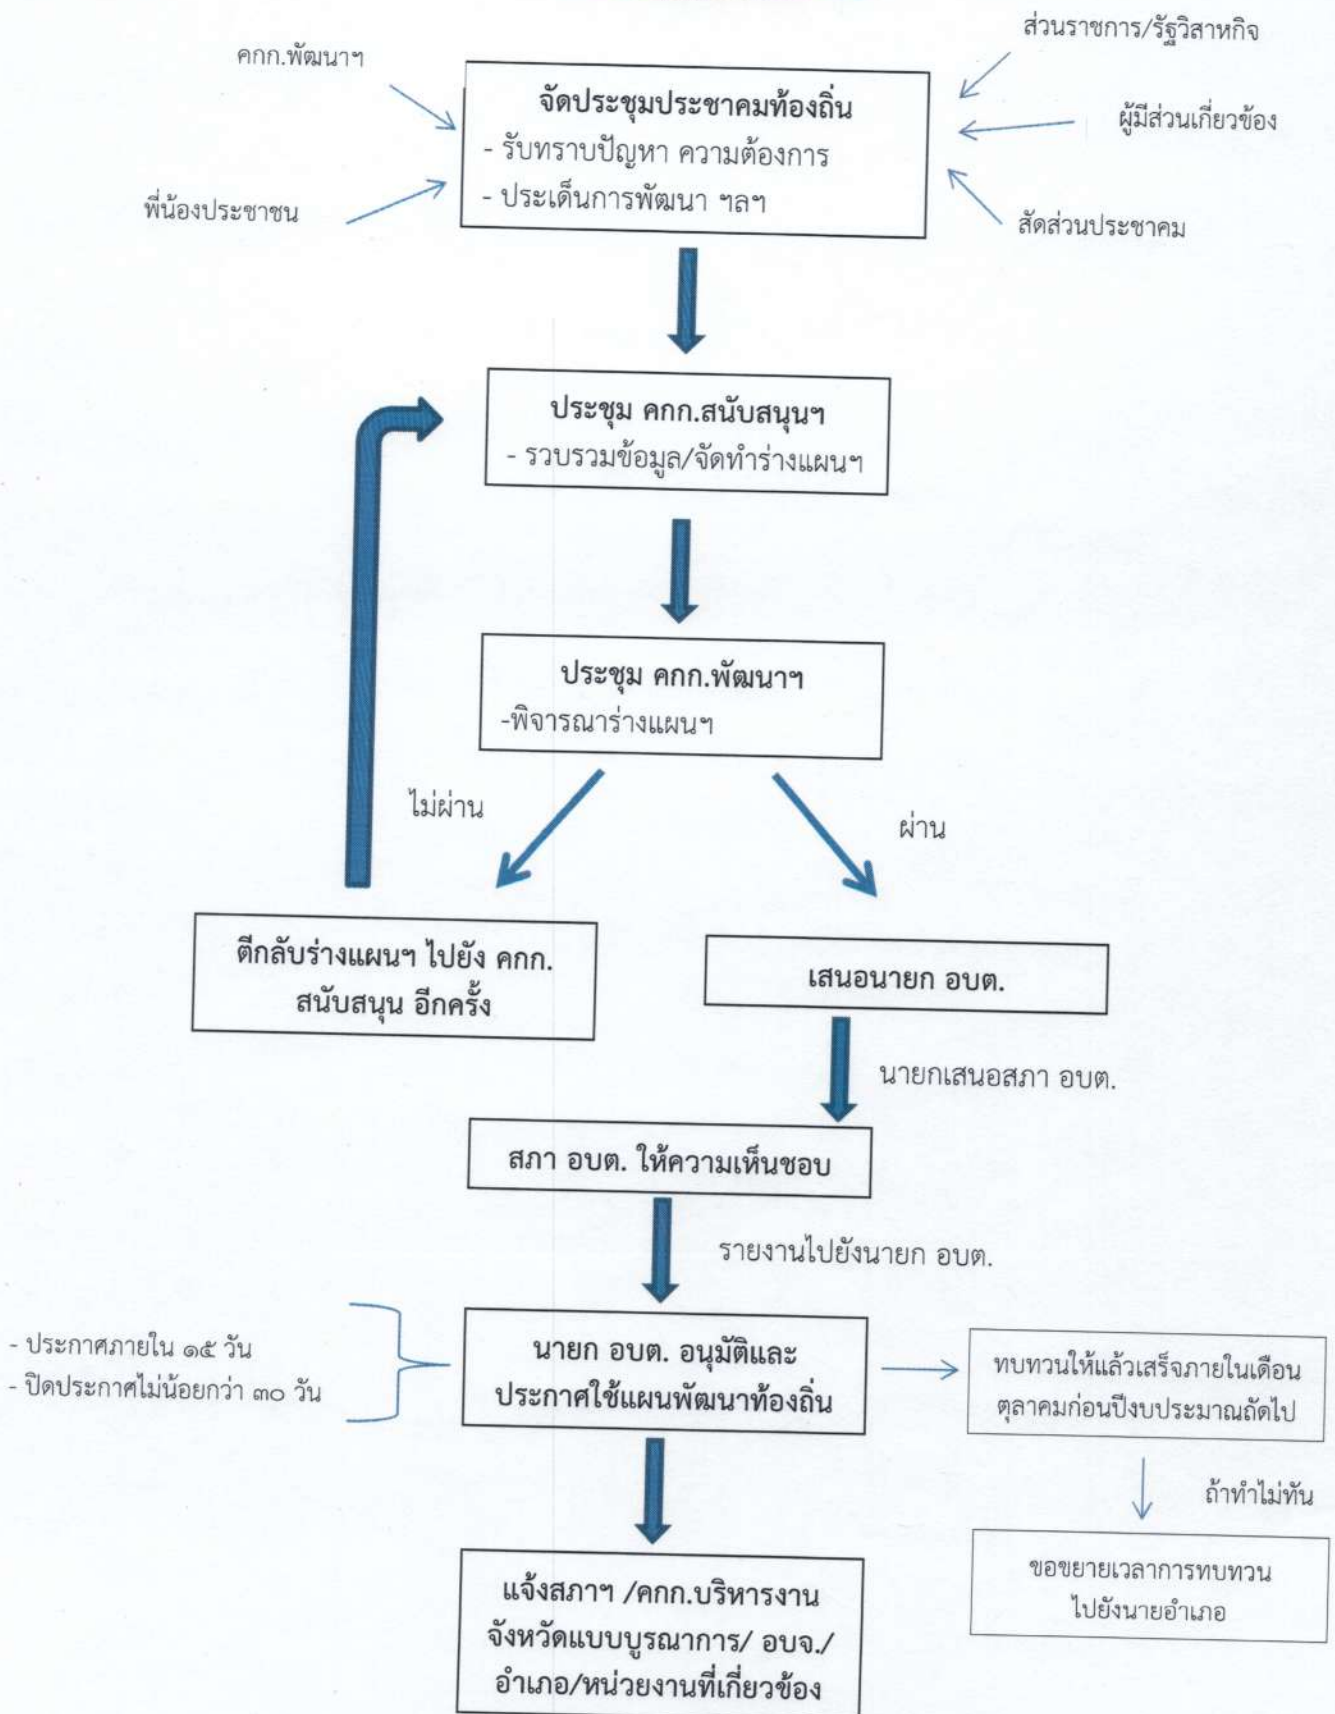 คกก.พัฒนาฯ
ส่วนราชการ/รัฐวิสาหกิจ
จัดประชุมประชาคมท้องถิ่น
- รับทราบปัญหา ความต้องการ
- ประเด็นการพัฒนา ฯลฯ
ผู้มีส่วนเกี่ยวข้อง
พี่น้องประชาชน
สัดส่วนประชาคม
ประชุม คกก.สนับสนุนฯ
- รวบรวมข้อมูล/จัดทำร่างแผนฯ
ประชุม คกก.พัฒนาฯ
-พิจารณาร่างแผนฯ
ไม่ผ่าน
ผ่าน
ตีกลับร่างแผนฯ ไปยัง คกก.
สนับสนุน อีกครั้ง
เสนอนายก อบต.
นายกเสนอสภา อบต.
สภา อบต. ให้ความเห็นชอบ
รายงานไปยังนายก อบต.
- ประกาศภายใน ๑๕ วัน
- ปิดประกาศไม่น้อยกว่า ๓๐ วัน
นายก อบต. อนุมัติและ
ประกาศใช้แผนพัฒนาท้องถิ่น
ทบทวนให้แล้วเสร็จภายในเดือน
ตุลาคมก่อนปีงบประมาณถัดไป
ถ้าทำไม่ทัน
ขอขยายเวลาการทบทวน
ไปยังนายอำเภอ
แจ้งสภาฯ /คกก.บริหารงาน
จังหวัดแบบบูรณาการ/ อบจ./
อำเภอ/หน่วยงานที่เกี่ยวข้อง